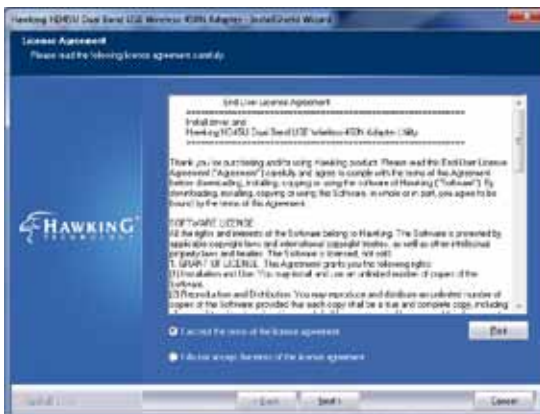 Hawking HD45U Dual Band USB Wireless 450N Adapter - InstallShield Wizard
License Agreement
Please read the following license agreement carefully.
End User License Agreement
Install driver and
Hawking HD45U Dual Band USB Wireless 450N Adapter Utility
Thank you for purchasing and/or using Hawking product. Please read this End User License
Agreement ("Agreement") carefully and agree to comply with the terms of this Agreement
before downloading, installing, copying or using the software of Hawking ("Software"). By
downloading, installing, copying or using the Software, in whole or in part, you agree to be
bound by the terms of this Agreement.
SOFTWARE LICENSE
All the rights and interests of the Software belong to Hawking. The Software is protected by
applicable copyright laws and international copyright treaties, as well as other intellectual
property laws and treaties. The Software is licensed, not sold.
1. GRANT OF LICENSE. This Agreement grants you the following rights:
(1) Installation and Use. You may install and use an unlimited number of copies of the
Software.
(2) Reproduction and Distribution. You may reproduce and distribute an unlimited number of
copies of the Software provided that each copy shall be a true and complete copy, including
HAWKING
TECHNOLOGY
I accept the terms of the license agreement
Print
I do not accept the terms of the license agreement
InstallShield
< Back
Next >
Cancel